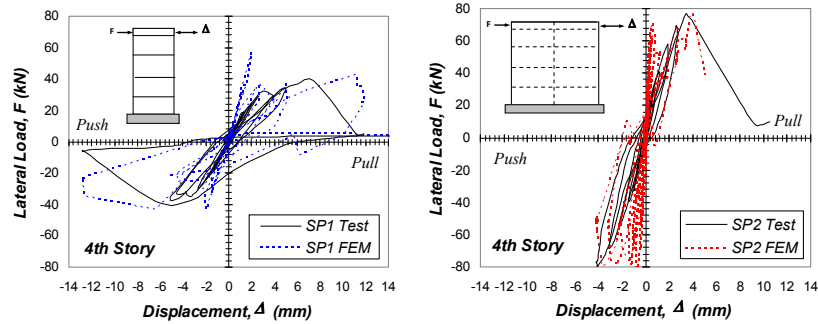 F
Δ
80
60
40
20
0
-20
-40
-60
-80
Lateral Load, F (kN)
Push
Pull
SP1 Test
SP1 FEM
4th Story
-14 -12 -10 -8 -6 -4 -2 0 2 4 6 8 10 12 14
Displacement, Δ (mm)
F
Δ
80
60
40
20
0
-20
-40
-60
-80
Lateral Load, F (kN)
Push
Pull
SP2 Test
SP2 FEM
4th Story
-14 -12 -10 -8 -6 -4 -2 0 2 4 6 8 10 12 14
Displacement, Δ (mm)